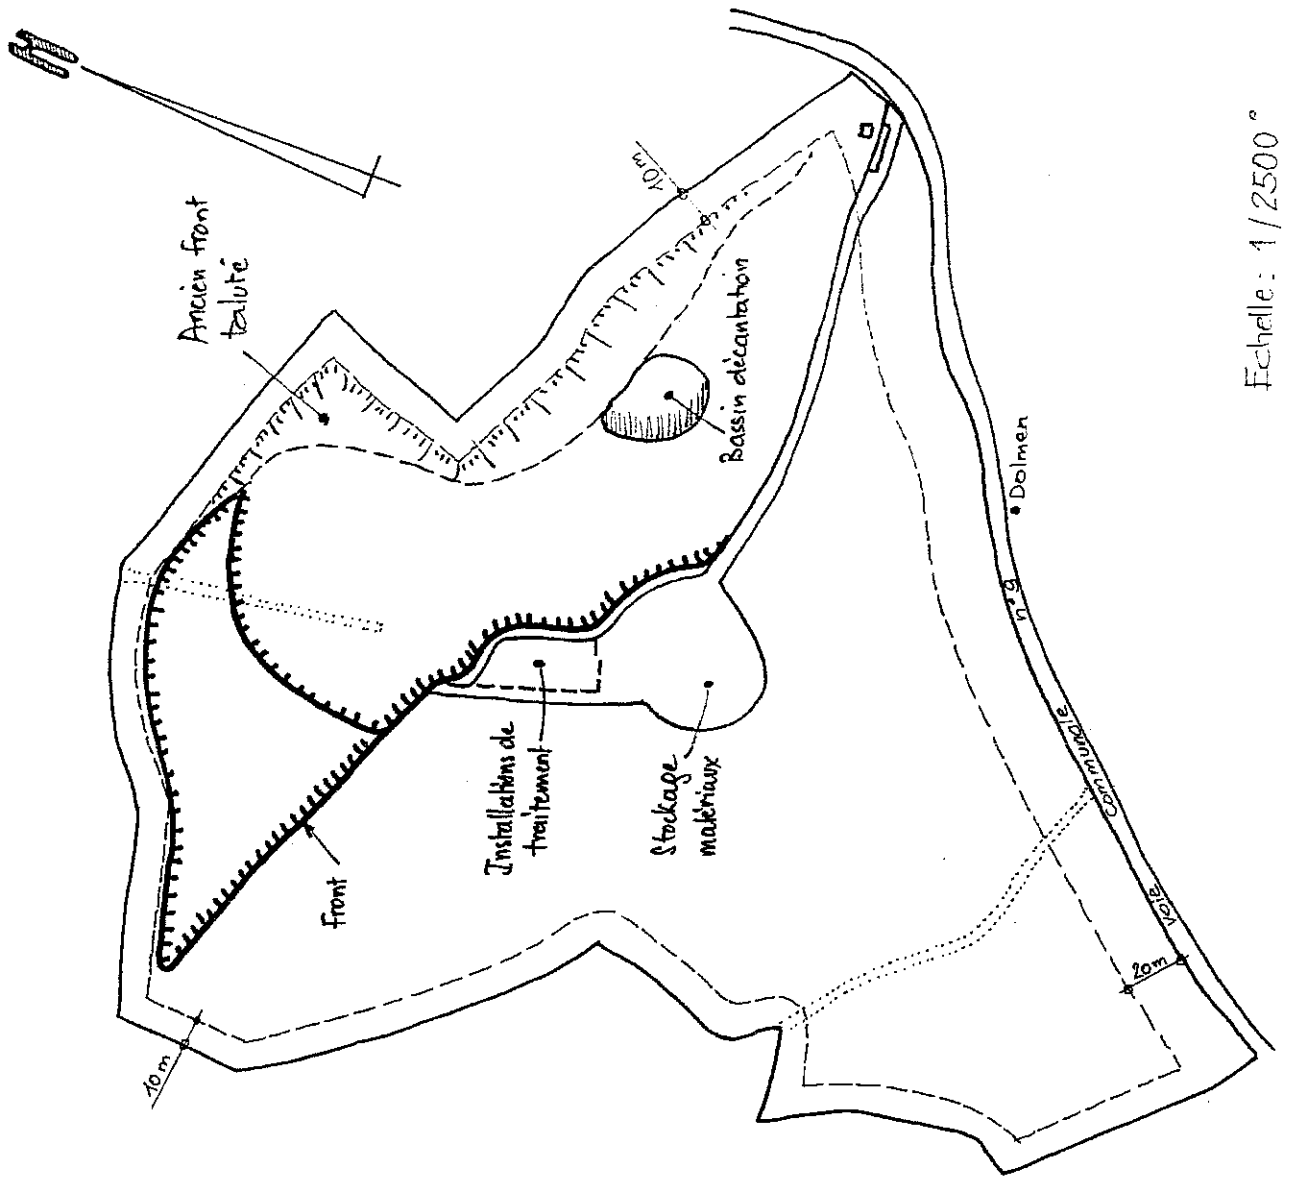 N
Ancien front
taluté
10m
Bassin décantation
Dolmen
Echelle : 1/2500°
Installations de
traitement
Stockage
matériaux
Front
10m
20m
Voie Communale n°9